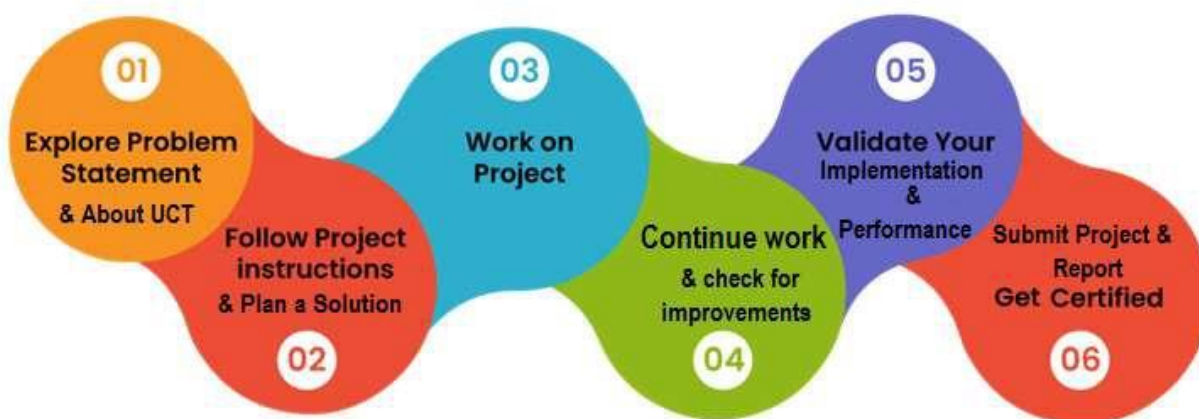 01
Explore Problem
Statement
& About UCT
Follow Project
instructions
& Plan a Solution
02
03
Work on
Project
Continue work
& check for
improvements
04
05
Validate Your
Implementation
&
Performance
Submit Project &
Report
Get Certified
06